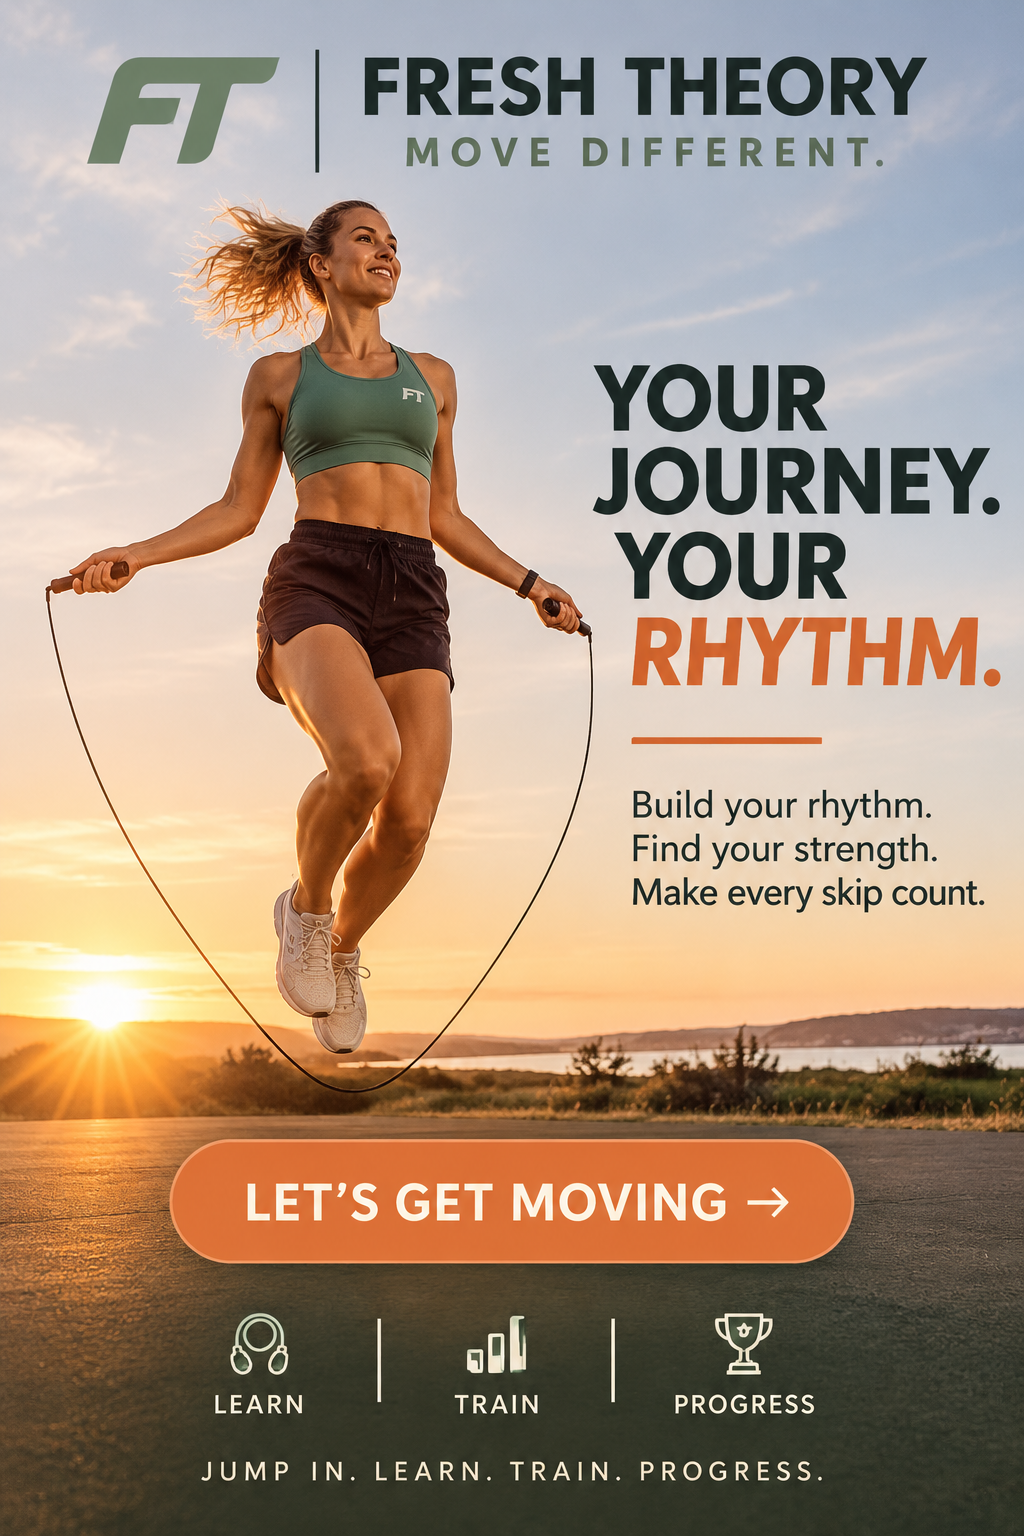 FT
FRESH THEORY
MOVE DIFFERENT.
FT
YOUR
JOURNEY.
YOUR
RHYTHM.
Build your rhythm.
Find your strength.
Make every skip count.
LET'S GET MOVING →
LEARN
TRAIN
PROGRESS
JUMP IN. LEARN. TRAIN. PROGRESS.